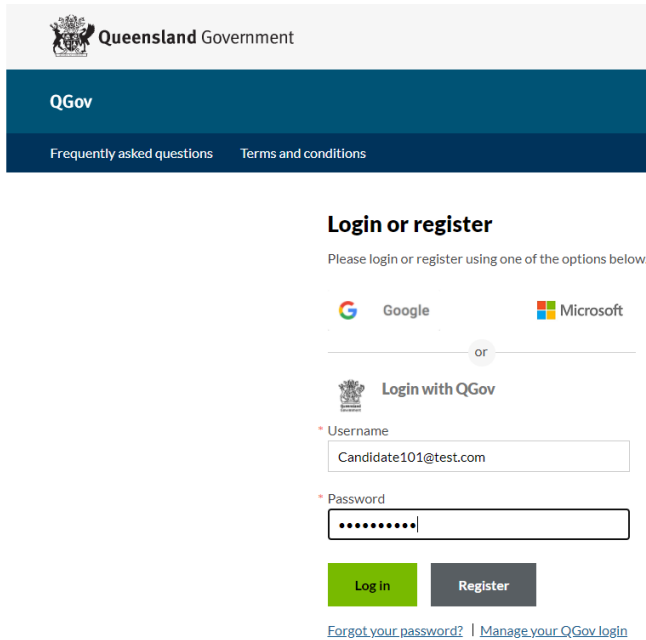 Queensland Government
QGov
Frequently asked questions Terms and conditions
Login or register
Please login or register using one of the options below.
Google Microsoft
or
Login with QGov
* Username
Candidate101@test.com
* Password
••••••••••
Log in Register
Forgot your password? | Manage your QGov login